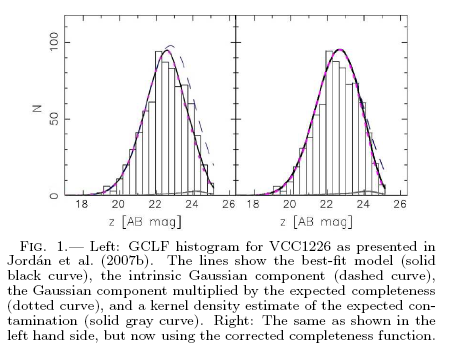 100
50
0
N
18 20 22 24 26
18 20 22 24 26
z [AB mag]
z [AB mag]
FIG. 1.— Left: GCLF histogram for VCC1226 as presented in
Jordán et al. (2007b). The lines show the best-fit model (solid
black curve), the intrinsic Gaussian component (dashed curve),
the Gaussian component multiplied by the expected completeness
(dotted curve), and a kernel density estimate of the expected con-
tamination (solid gray curve). Right: The same as shown in the
left hand side, but now using the corrected completeness function.